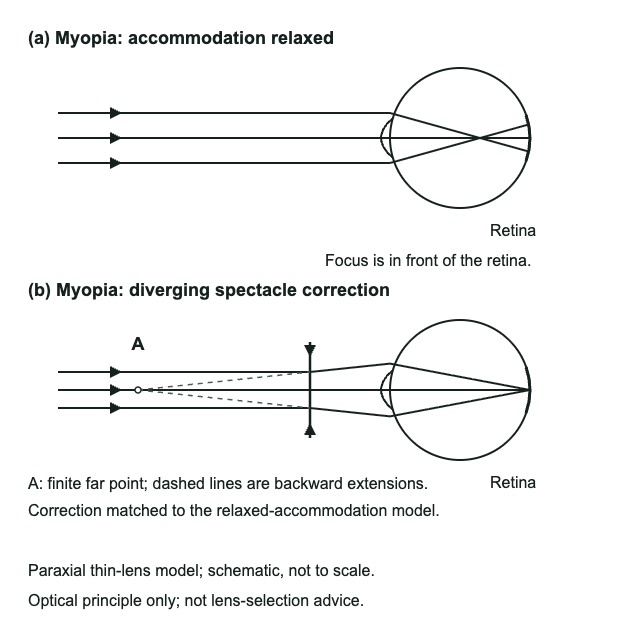 (a) Myopia: accommodation relaxed
Retina
Focus is in front of the retina.
(b) Myopia: diverging spectacle correction
A
A: finite far point; dashed lines are backward extensions.
Retina
Correction matched to the relaxed-accommodation model.
Paraxial thin-lens model; schematic, not to scale.
Optical principle only; not lens-selection advice.